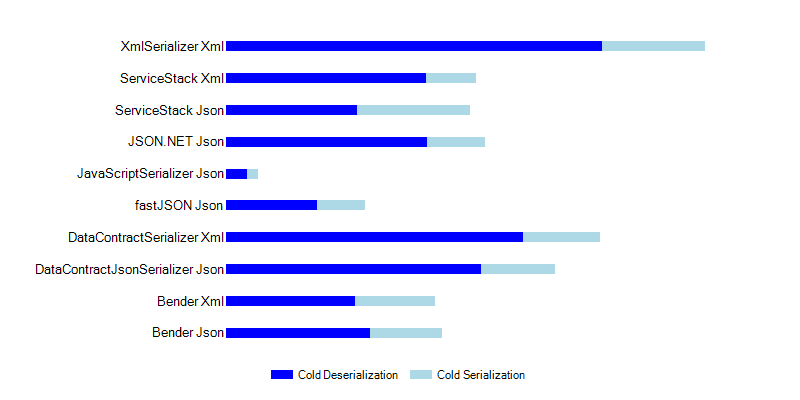 XmlSerializer Xml
ServiceStack Xml
ServiceStack Json
JSON.NET Json
JavaScriptSerializer Json
fastJSON Json
DataContractSerializer Xml
DataContractJsonSerializer Json
Bender Xml
Bender Json
Cold Deserialization Cold Serialization